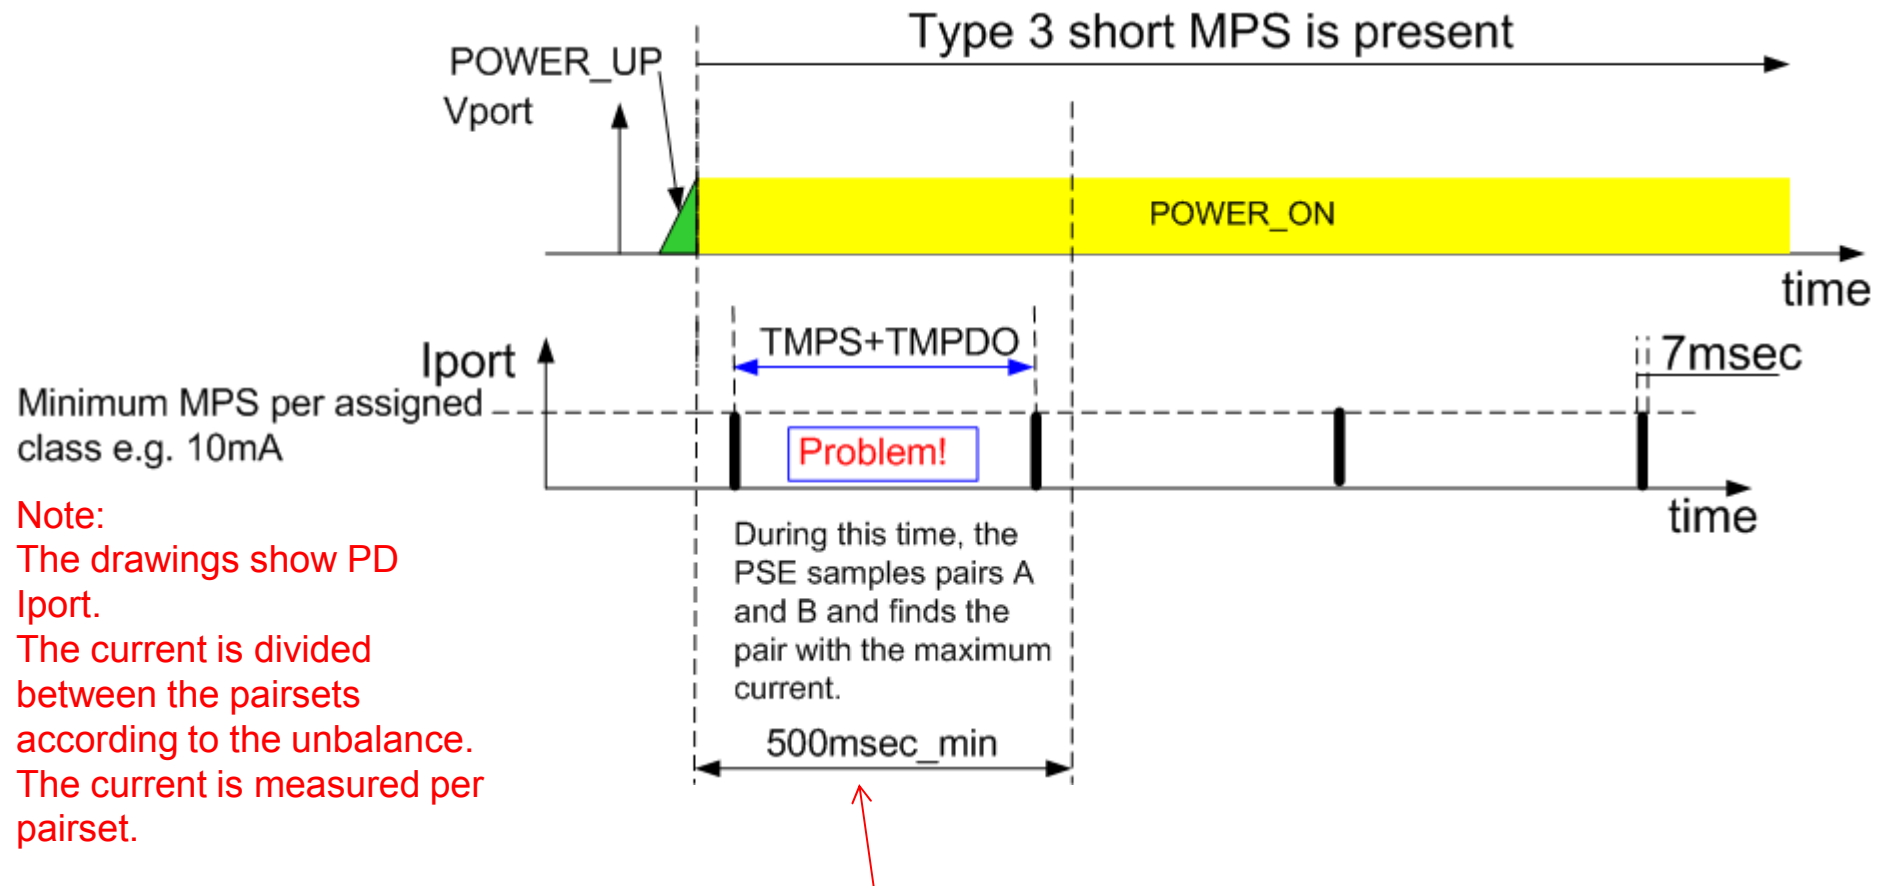 Type 3 short MPS is present
POWER_UP
Vport
POWER_ON
time
TMPS+TMPDO
Iport
7msec
Minimum MPS per assigned
class e.g. 10mA
Problem!
time
Note:
The drawings show PD
Iport.
The current is divided
between the pairsets
according to the unbalance.
The current is measured per
pairset.
During this time, the
PSE samples pairs A
and B and finds the
pair with the maximum
current.
500msec_min